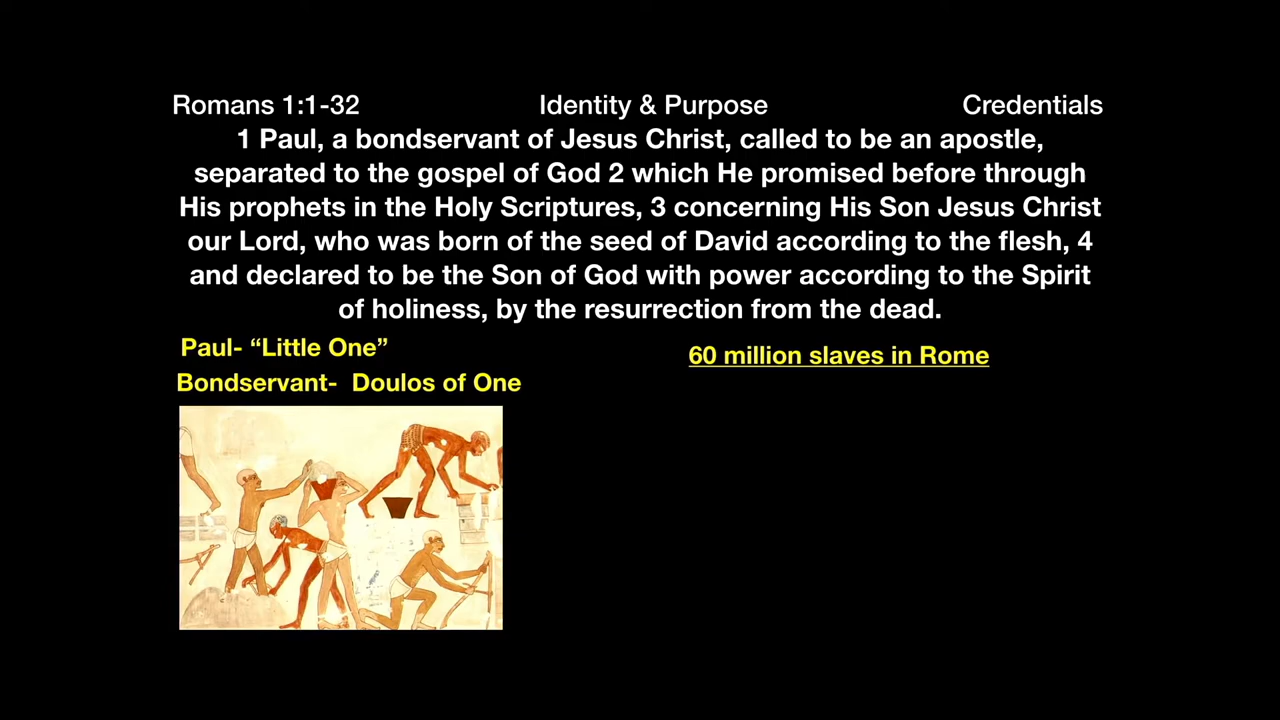 Romans 1:1-32 Identity & Purpose Credentials
1 Paul, a bondservant of Jesus Christ, called to be an apostle,
separated to the gospel of God 2 which He promised before through
His prophets in the Holy Scriptures, 3 concerning His Son Jesus Christ
our Lord, who was born of the seed of David according to the flesh, 4
and declared to be the Son of God with power according to the Spirit
of holiness, by the resurrection from the dead.
Paul- “Little One”
60 million slaves in Rome
Bondservant- Doulos of One